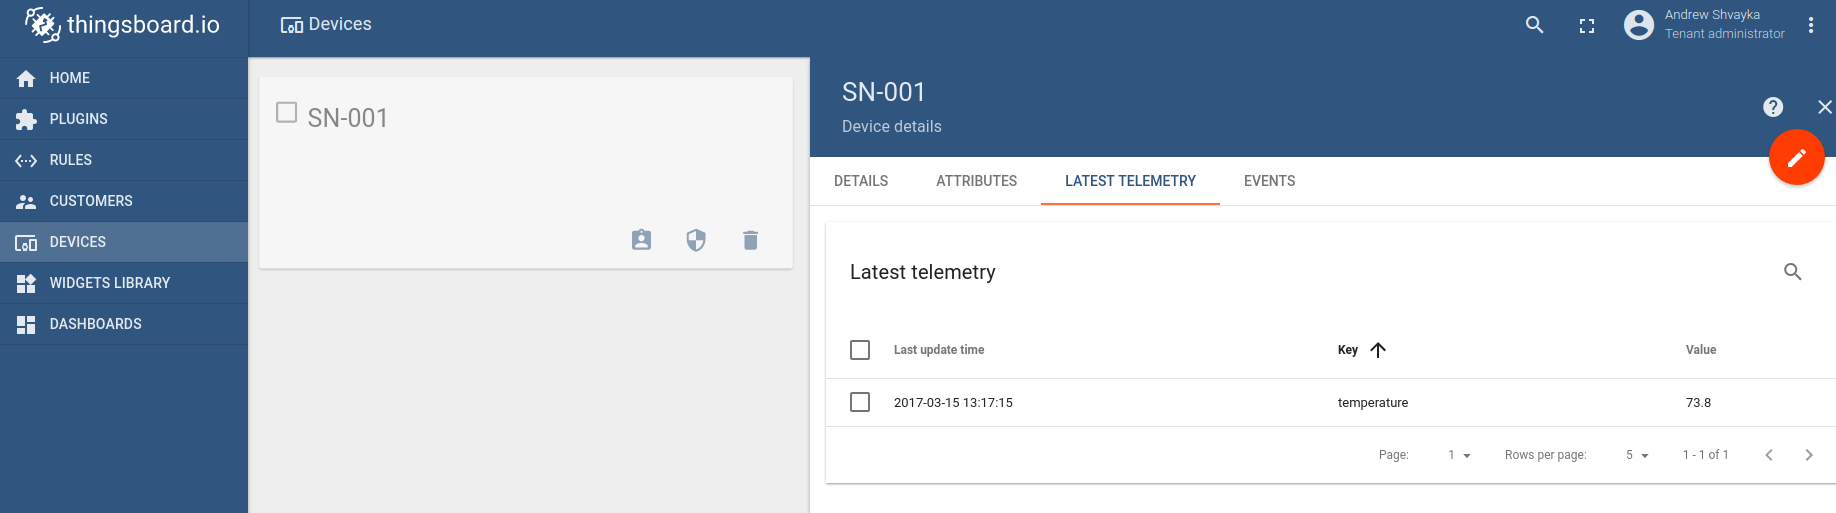 thingsboard.io
Devices
Andrew Shvayka
Tenant administrator
HOME
PLUGINS
RULES
CUSTOMERS
DEVICES
WIDGETS LIBRARY
DASHBOARDS
SN-001
SN-001
Device details
DETAILS ATTRIBUTES LATEST TELEMETRY EVENTS
Latest telemetry
Last update time Key Value
2017-03-15 13:17:15 temperature 73.8
Page: 1 Rows per page: 5 1 - 1 of 1